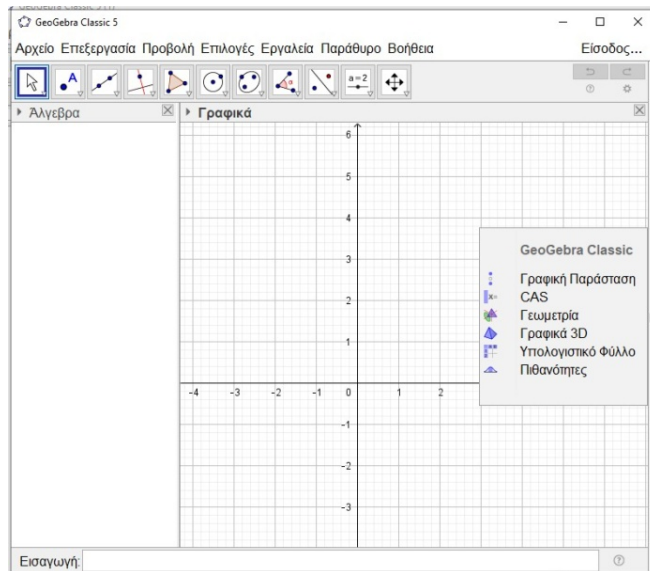 GeoGebra Classic 5
Αρχείο Επεξεργασία Προβολή Επιλογές Εργαλεία Παράθυρο Βοήθεια Είσοδος...
A a=2
Άλγεβρα
Γραφικά
6
5
4
3
2
1
-4 -3 -2 -1 0 1 2
-1
-2
-3
GeoGebra Classic
Γραφική Παράσταση
x= CAS
Γεωμετρία
Γραφικά 3D
Υπολογιστικό Φύλλο
Πιθανότητες
Εισαγωγή: